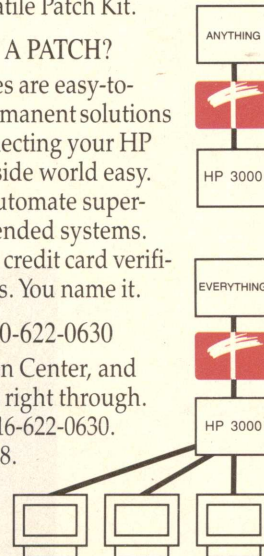 atile Patch Kit.
A PATCH?
es are easy-to-
manent solutions
necting your HP
side world easy.
utomate super-
ended systems.
credit card verifi-
s. You name it.
0-622-0630
n Center, and
right through.
16-622-0630.
8.
ANYTHING
HP 3000
EVERYTHING
HP 3000